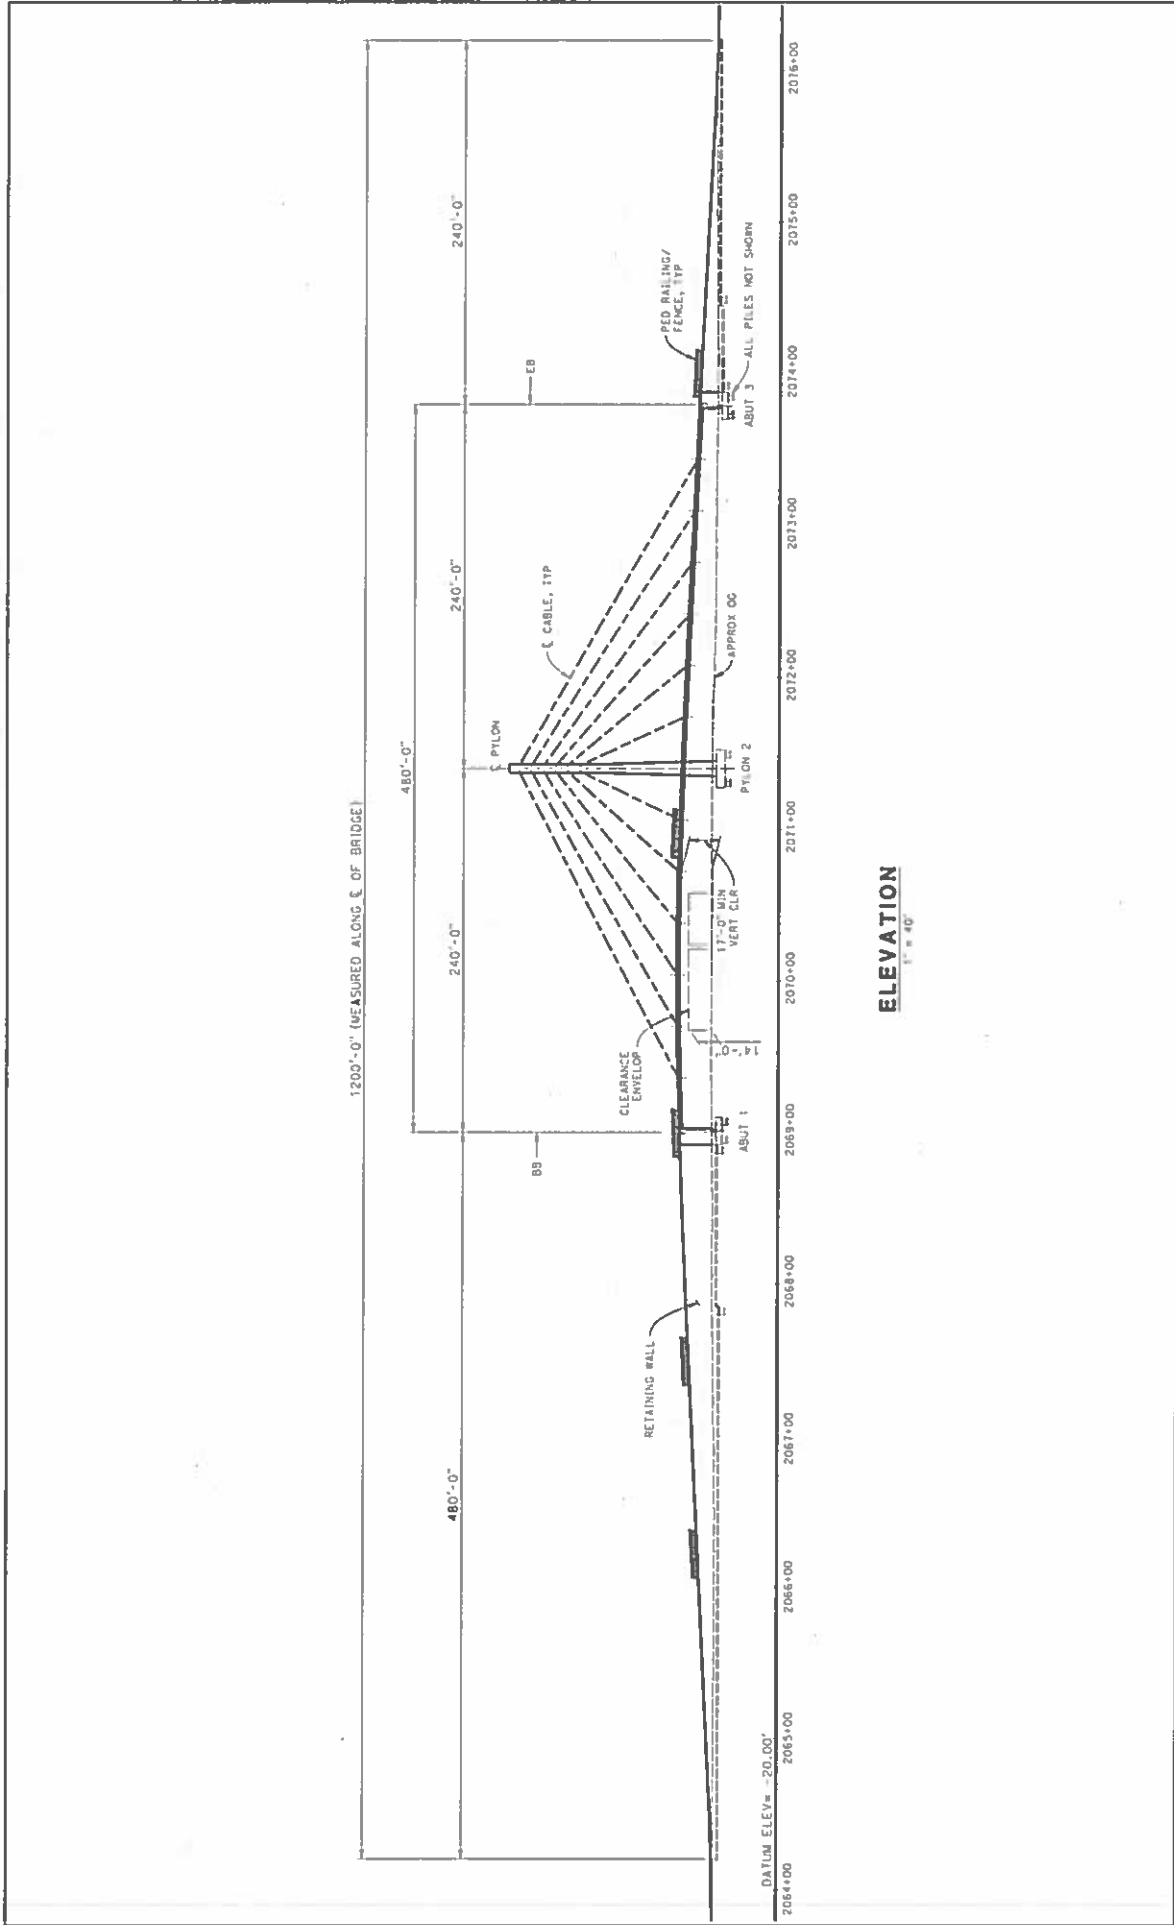 1200'-0" (MEASURED ALONG ℄ OF BRIDGE)
480'-0"
480'-0"
240'-0"
240'-0"
240'-0"
BB
EB
℄ PYLON
℄ CABLE, TYP
PED RAILING/
FENCE, TYP
RETAINING WALL
CLEARANCE
ENVELOP
17'-0" MIN
VERT CLR
14'-0"
APPROX OG
ABUT 1
PYLON 2
ABUT 3
ALL PILES NOT SHOWN
DATUM ELEV= -20.00'
2064+00
2065+00
2066+00
2067+00
2068+00
2069+00
2070+00
2071+00
2072+00
2073+00
2074+00
2075+00
2076+00
ELEVATION
1" = 40'